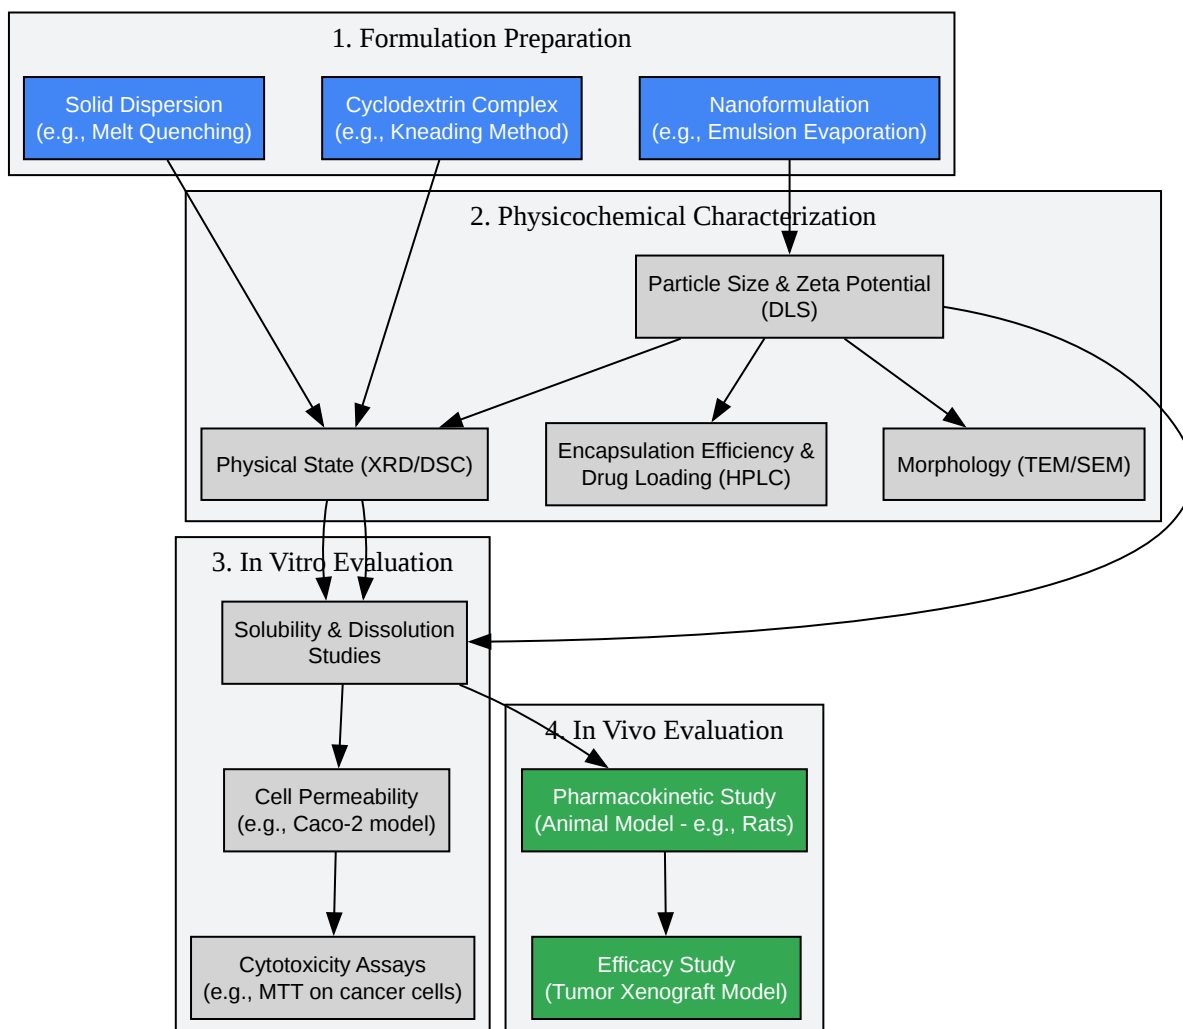 1. Formulation Preparation
Solid Dispersion
(e.g., Melt Quenching)
Cyclodextrin Complex
(e.g., Kneading Method)
Nanoformulation
(e.g., Emulsion Evaporation)
2. Physicochemical Characterization
Particle Size & Zeta Potential
(DLS)
Physical State (XRD/DSC)
Encapsulation Efficiency &
Drug Loading (HPLC)
Morphology (TEM/SEM)
3. In Vitro Evaluation
Solubility & Dissolution
Studies
Cell Permeability
(e.g., Caco-2 model)
Cytotoxicity Assays
(e.g., MTT on cancer cells)
4. In Vivo Evaluation
Pharmacokinetic Study
(Animal Model - e.g., Rats)
Efficacy Study
(Tumor Xenograft Model)